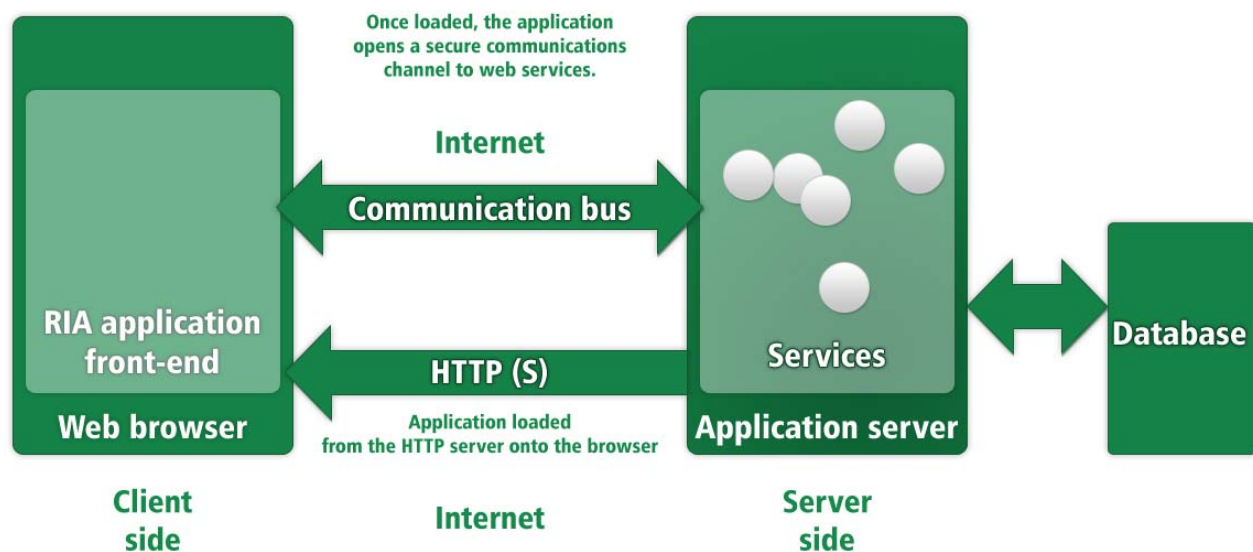 Once loaded, the application
opens a secure communications
channel to web services.
Internet
Communication bus
RIA application
front-end
HTTP (S)
Services
Database
Web browser
Application loaded
from the HTTP server onto the browser
Application server
Client
side
Internet
Server
side